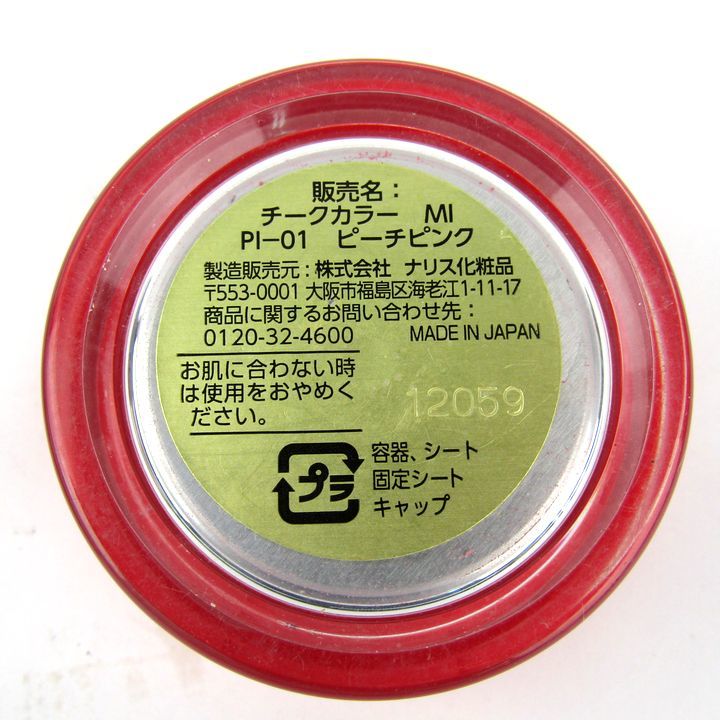 販売名：
チークカラー MI
PI-01 ピーチピンク
製造販売元：株式会社 ナリス化粧品
〒553-0001 大阪市福島区海老江1-11-17
商品に関するお問い合わせ先：
0120-32-4600 MADE IN JAPAN
お肌に合わない時
は使用をおやめく
ださい。
12059
プラ
容器、シート
固定シート
キャップ